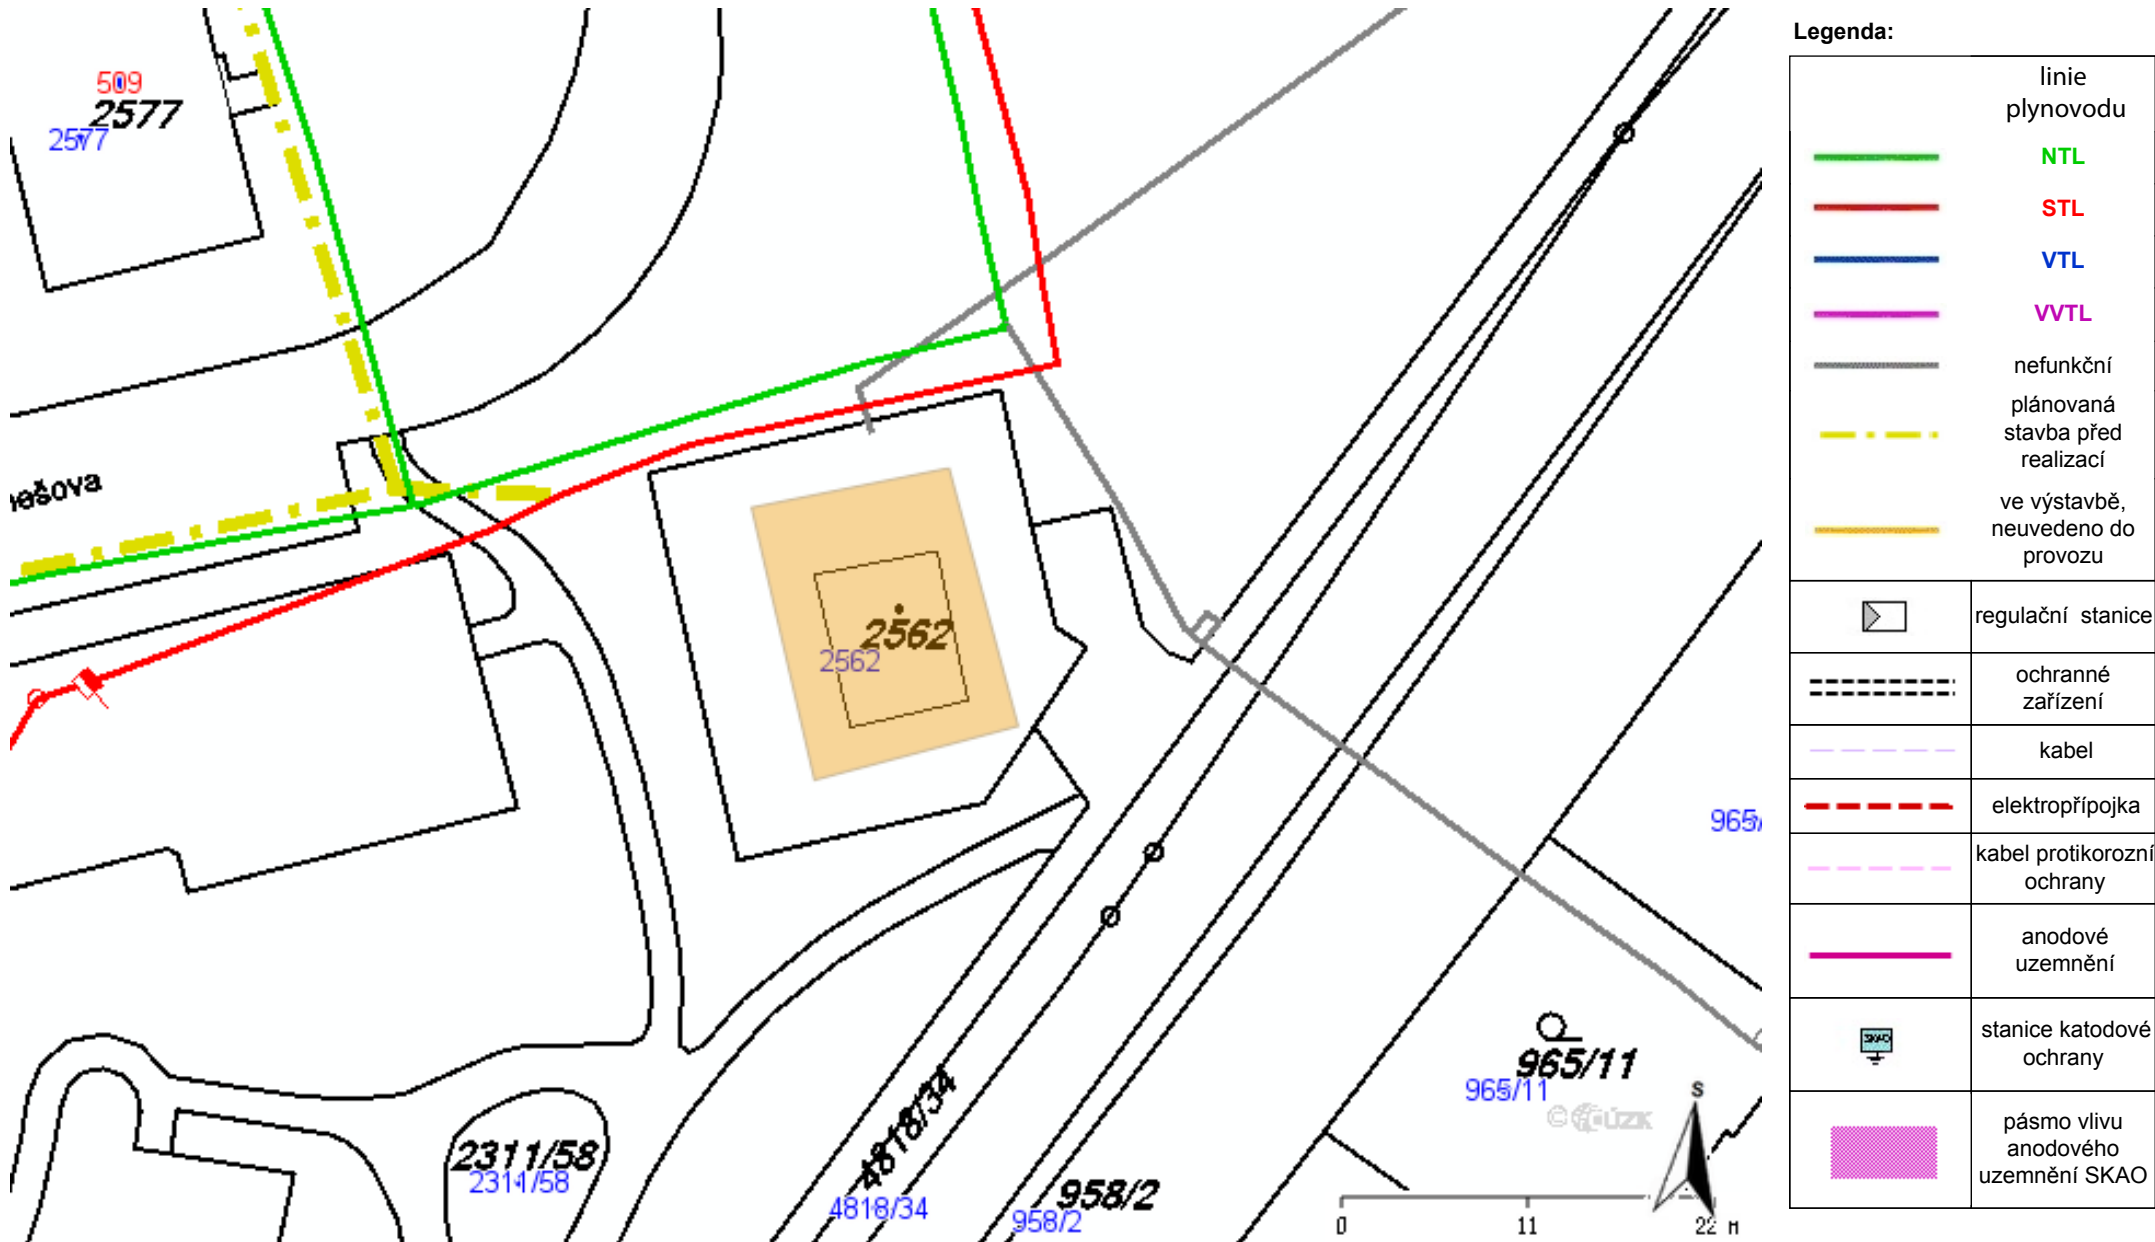 509
2577
2577
ešova
2562
2562
965/
965/11
965/11
4818/34
4818/34
2311/58
2311/58
958/2
958/2
©ČÚZK
S
0 11 22 M
Legenda:
linie
plynovodu
NTL
STL
VTL
VVTL
nefunkční
plánovaná
stavba před
realizací
ve výstavbě,
neuvedeno do
provozu
regulační stanice
ochranné
zařízení
kabel
elektropřípojka
kabel protikorozní
ochrany
anodové
uzemnění
SKAO
stanice katodové
ochrany
pásmo vlivu
anodového
uzemnění SKAO